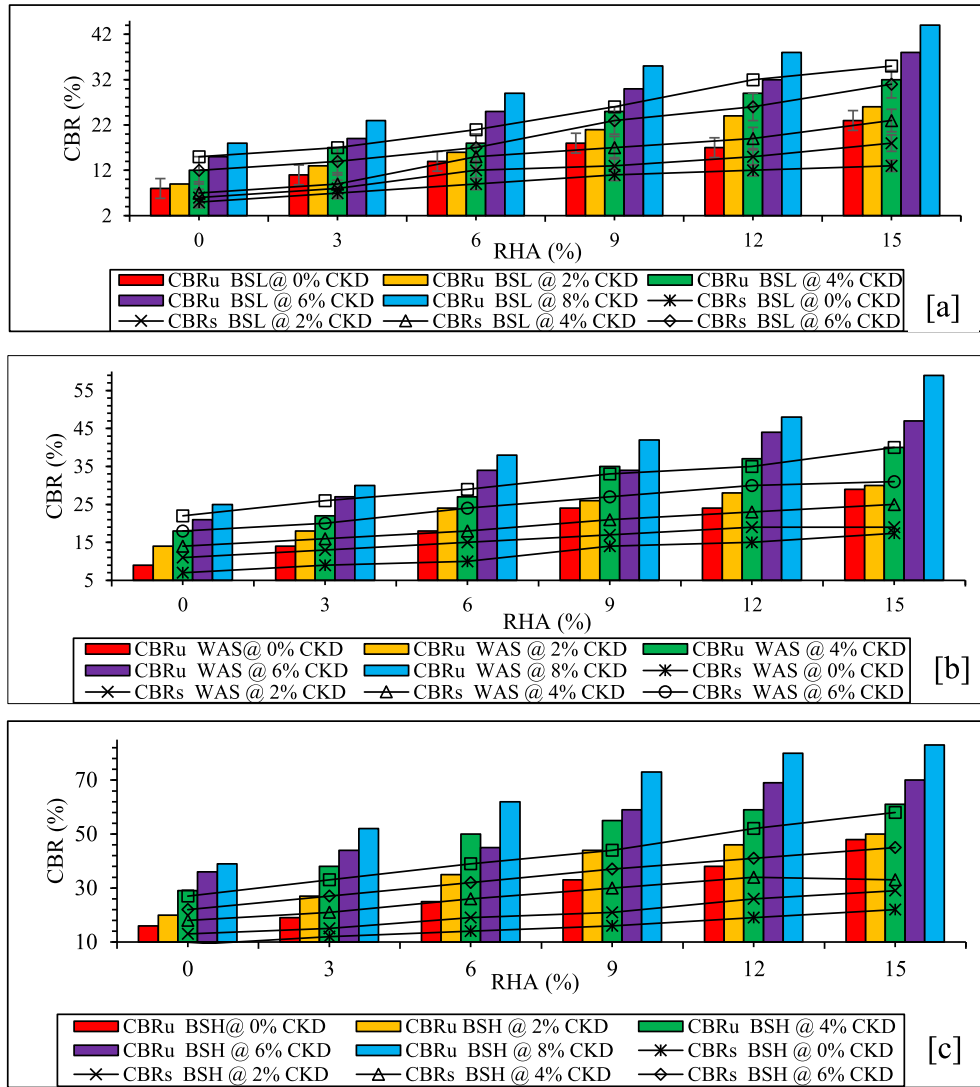 42
32
22
12
2
CBR (%)
0 3 6 9 12 15
RHA (%)
CBRu BSL@ 0% CKD CBRu BSL @ 2% CKD CBRu BSL @ 4% CKD
CBRu BSL @ 6% CKD CBRu BSL @ 8% CKD CBRs BSL @ 0% CKD
CBRs BSL @ 2% CKD CBRs BSL @ 4% CKD CBRs BSL @ 6% CKD
[a]
55
45
35
25
15
5
CBR (%)
0 3 6 9 12 15
RHA (%)
CBRu WAS@ 0% CKD CBRu WAS @ 2% CKD CBRu WAS @ 4% CKD
CBRu WAS @ 6% CKD CBRu WAS @ 8% CKD CBRs WAS @ 0% CKD
CBRs WAS @ 2% CKD CBRs WAS @ 4% CKD CBRs WAS @ 6% CKD
[b]
70
50
30
10
CBR (%)
0 3 6 9 12 15
RHA (%)
CBRu BSH@ 0% CKD CBRu BSH @ 2% CKD CBRu BSH @ 4% CKD
CBRu BSH @ 6% CKD CBRu BSH @ 8% CKD CBRs BSH @ 0% CKD
CBRs BSH @ 2% CKD CBRs BSH @ 4% CKD CBRs BSH @ 6% CKD
[c]